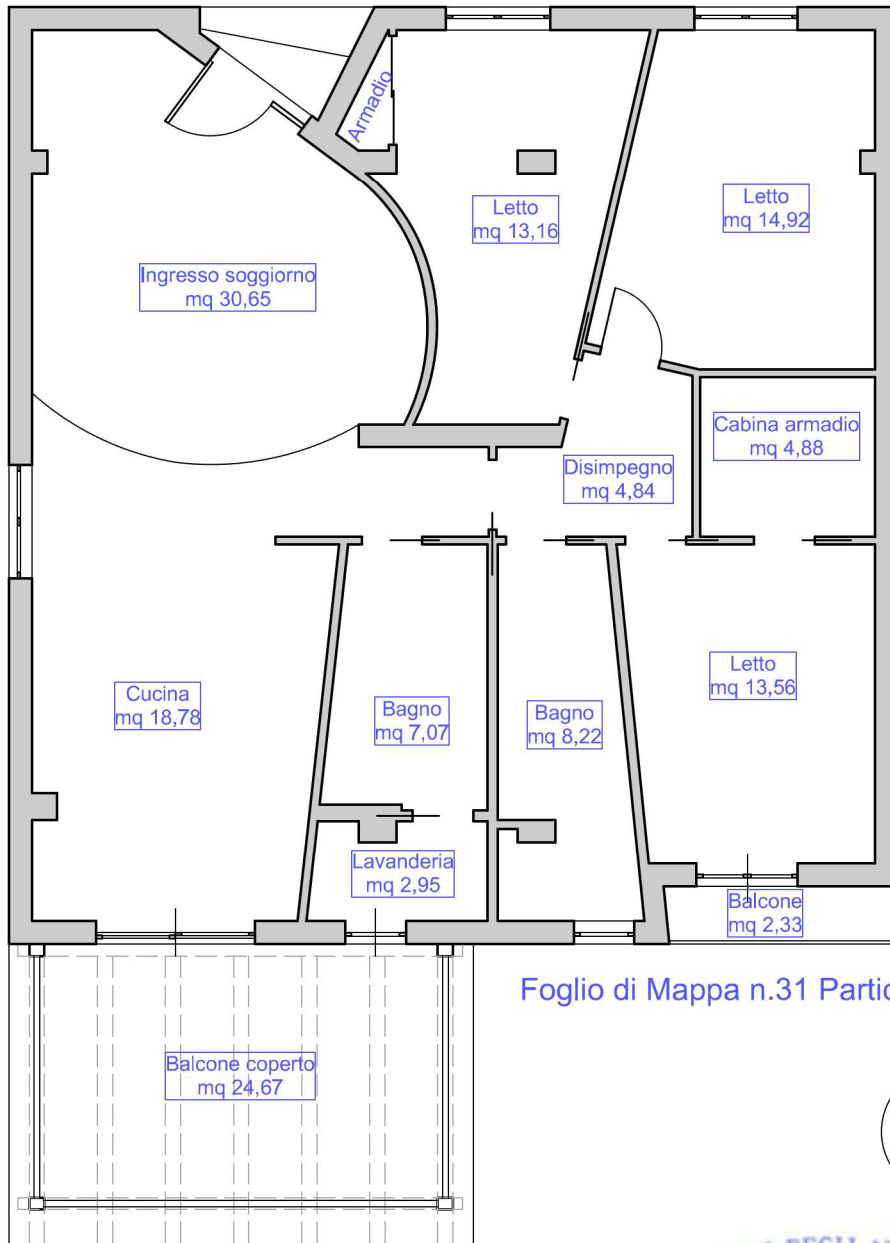 Armadio
Letto
mq 13,16
Letto
mq 14,92
Ingresso soggiorno
mq 30,65
Cabina armadio
mq 4,88
Disimpegno
mq 4,84
Cucina
mq 18,78
Bagno
mq 7,07
Bagno
mq 8,22
Letto
mq 13,56
Lavanderia
mq 2,95
Balcone
mq 2,33
Foglio di Mappa n.31
Balcone coperto
mq 24,67
DEGLI